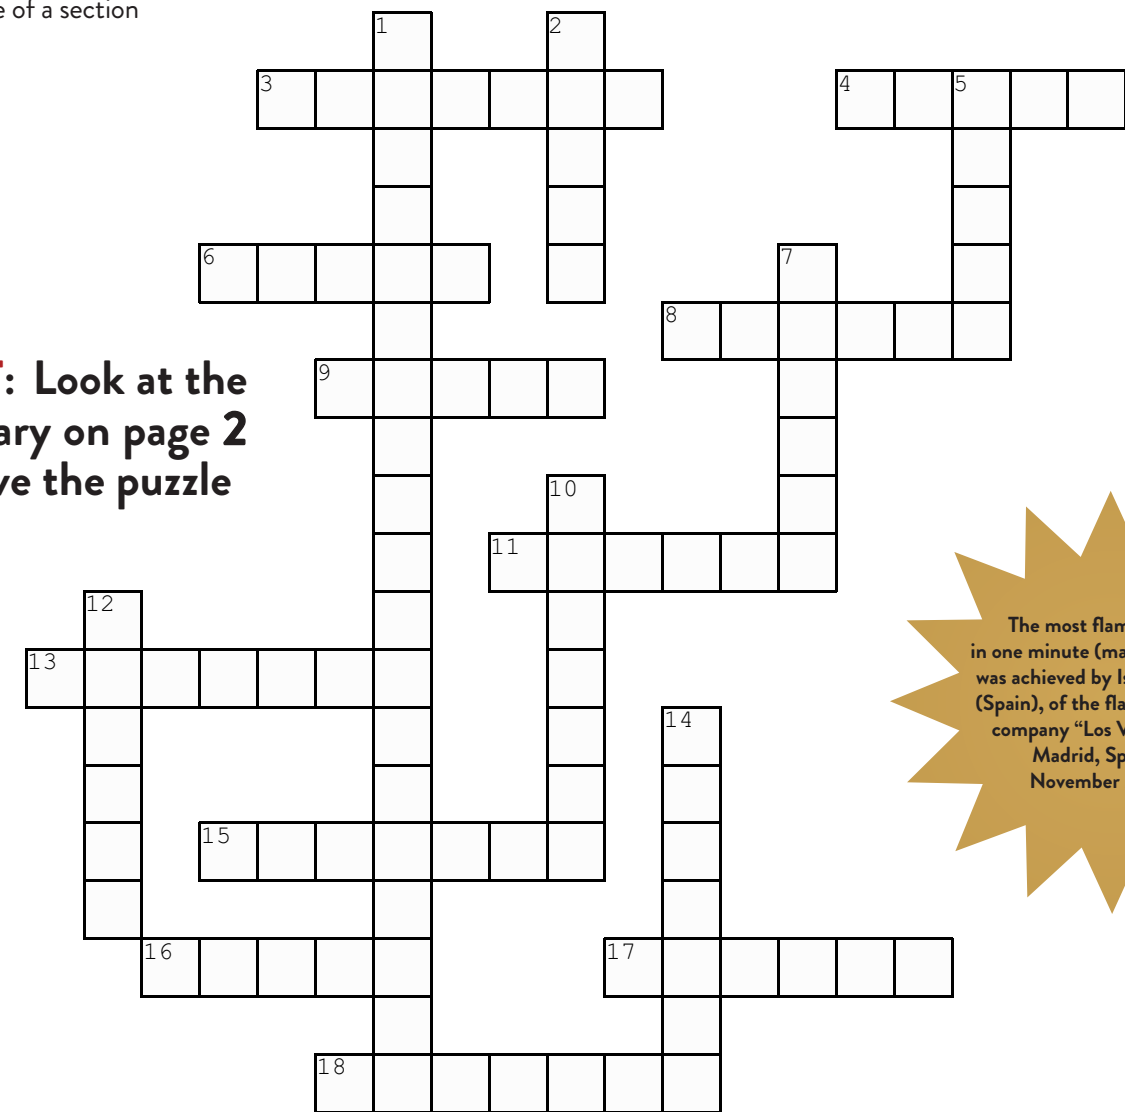 e of a section
1
2
3
4
5
6
7
8
: Look at the
ary on page 2
ve the puzzle
9
10
11
12
13
The most flam
in one minute (ma
was achieved by Is
(Spain), of the fla
company “Los V
Madrid, Sp
November
14
15
16
17
18